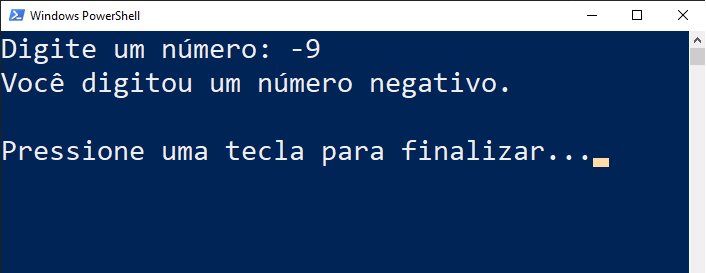 Windows PowerShell
Digite um número: -9
Você digitou um número negativo.
Pressione uma tecla para finalizar...